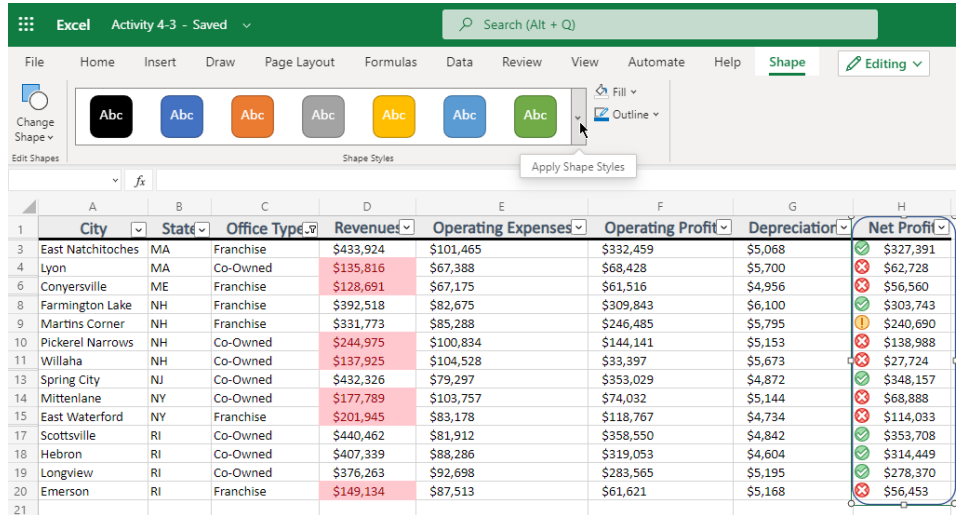 Excel Activity 4-3 - Saved Search (Alt + Q)
File Home Insert Draw Page Layout Formulas Data Review View Automate Help Shape Editing
Change Shape
Abc Abc Abc Abc Abc Abc Abc
Fill
Outline
Edit Shapes Shape Styles
Apply Shape Styles
fx
A B C D E F G H
1 City State Office Type Revenues Operating Expenses Operating Profit Depreciation Net Profit
3 East Natchitoches MA Franchise $433,924 $101,465 $332,459 $5,068 $327,391
4 Lyon MA Co-Owned $135,816 $67,388 $68,428 $5,700 $62,728
6 Conyersville ME Franchise $128,691 $67,175 $61,516 $4,956 $56,560
8 Farmington Lake NH Franchise $392,518 $82,675 $309,843 $6,100 $303,743
9 Martins Corner NH Franchise $331,773 $85,288 $246,485 $5,795 $240,690
10 Pickerel Narrows NH Co-Owned $244,975 $100,834 $144,141 $5,153 $138,988
11 Willaha NH Co-Owned $137,925 $104,528 $33,397 $5,673 $27,724
13 Spring City NJ Co-Owned $432,326 $79,297 $353,029 $4,872 $348,157
14 Mittenlane NY Co-Owned $177,789 $103,757 $74,032 $5,144 $68,888
15 East Waterford NY Franchise $201,945 $83,178 $118,767 $4,734 $114,033
17 Scottsville RI Co-Owned $440,462 $81,912 $358,550 $4,842 $353,708
18 Hebron RI Co-Owned $407,339 $88,286 $319,053 $4,604 $314,449
19 Longview RI Co-Owned $376,263 $92,698 $283,565 $5,195 $278,370
20 Emerson RI Franchise $149,134 $87,513 $61,621 $5,168 $56,453
21